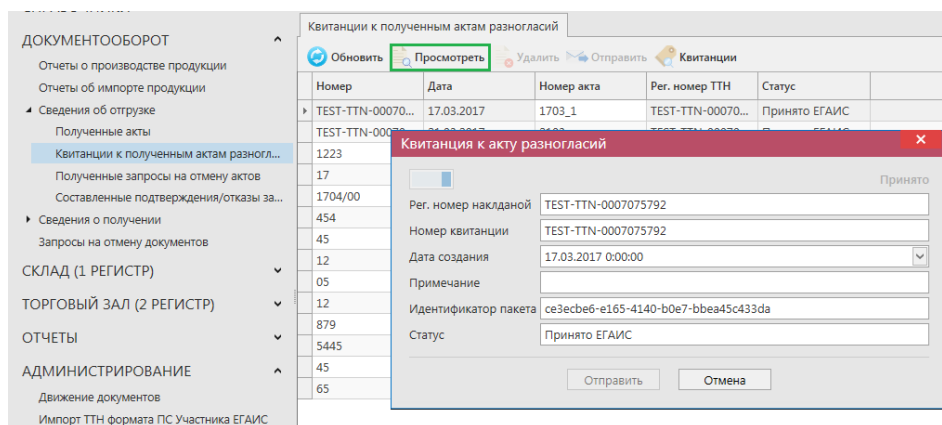 ДОКУМЕНТООБОРОТ
Отчеты о производстве продукции
Отчеты об импорте продукции
Сведения об отгрузке
Полученные акты
Квитанции к полученным актам разногл...
Полученные запросы на отмену актов
Составленные подтверждения/отказы за...
Сведения о получении
Запросы на отмену документов
СКЛАД (1 РЕГИСТР)
ТОРГОВЫЙ ЗАЛ (2 РЕГИСТР)
ОТЧЕТЫ
АДМИНИСТРИРОВАНИЕ
Движение документов
Импорт ТТН формата ПС Участника ЕГАИС
Квитанции к полученным актам разногласий
Обновить Просмотреть Удалить Отправить Квитанции
Номер Дата Номер акта Рег. номер ТТН Статус
TEST-TTN-00070... 17.03.2017 1703_1 TEST-TTN-00070... Принято ЕГАИС
1223
17
1704/00
454
45
12
05
12
879
5445
45
65
Квитанция к акту разногласий
Принято
Рег. номер накладной TEST-TTN-0007075792
Номер квитанции TEST-TTN-0007075792
Дата создания 17.03.2017 0:00:00
Примечание
Идентификатор пакета ce3ecbe6-e165-4140-b0e7-bbea45c433da
Статус Принято ЕГАИС
Отправить Отмена